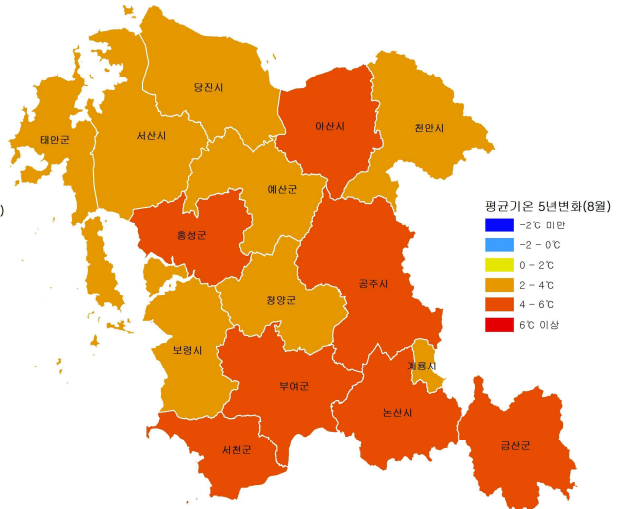 당진시
아산시
천안시
태안군
서산시
예산군
)
홍성군
공주시
청양군
보령시
계룡시
부여군
논산시
서천군
금산군
평균기온 5년변화(8월)
-2℃ 미만
-2 - 0℃
0 - 2℃
2 - 4℃
4 - 6℃
6℃ 이상